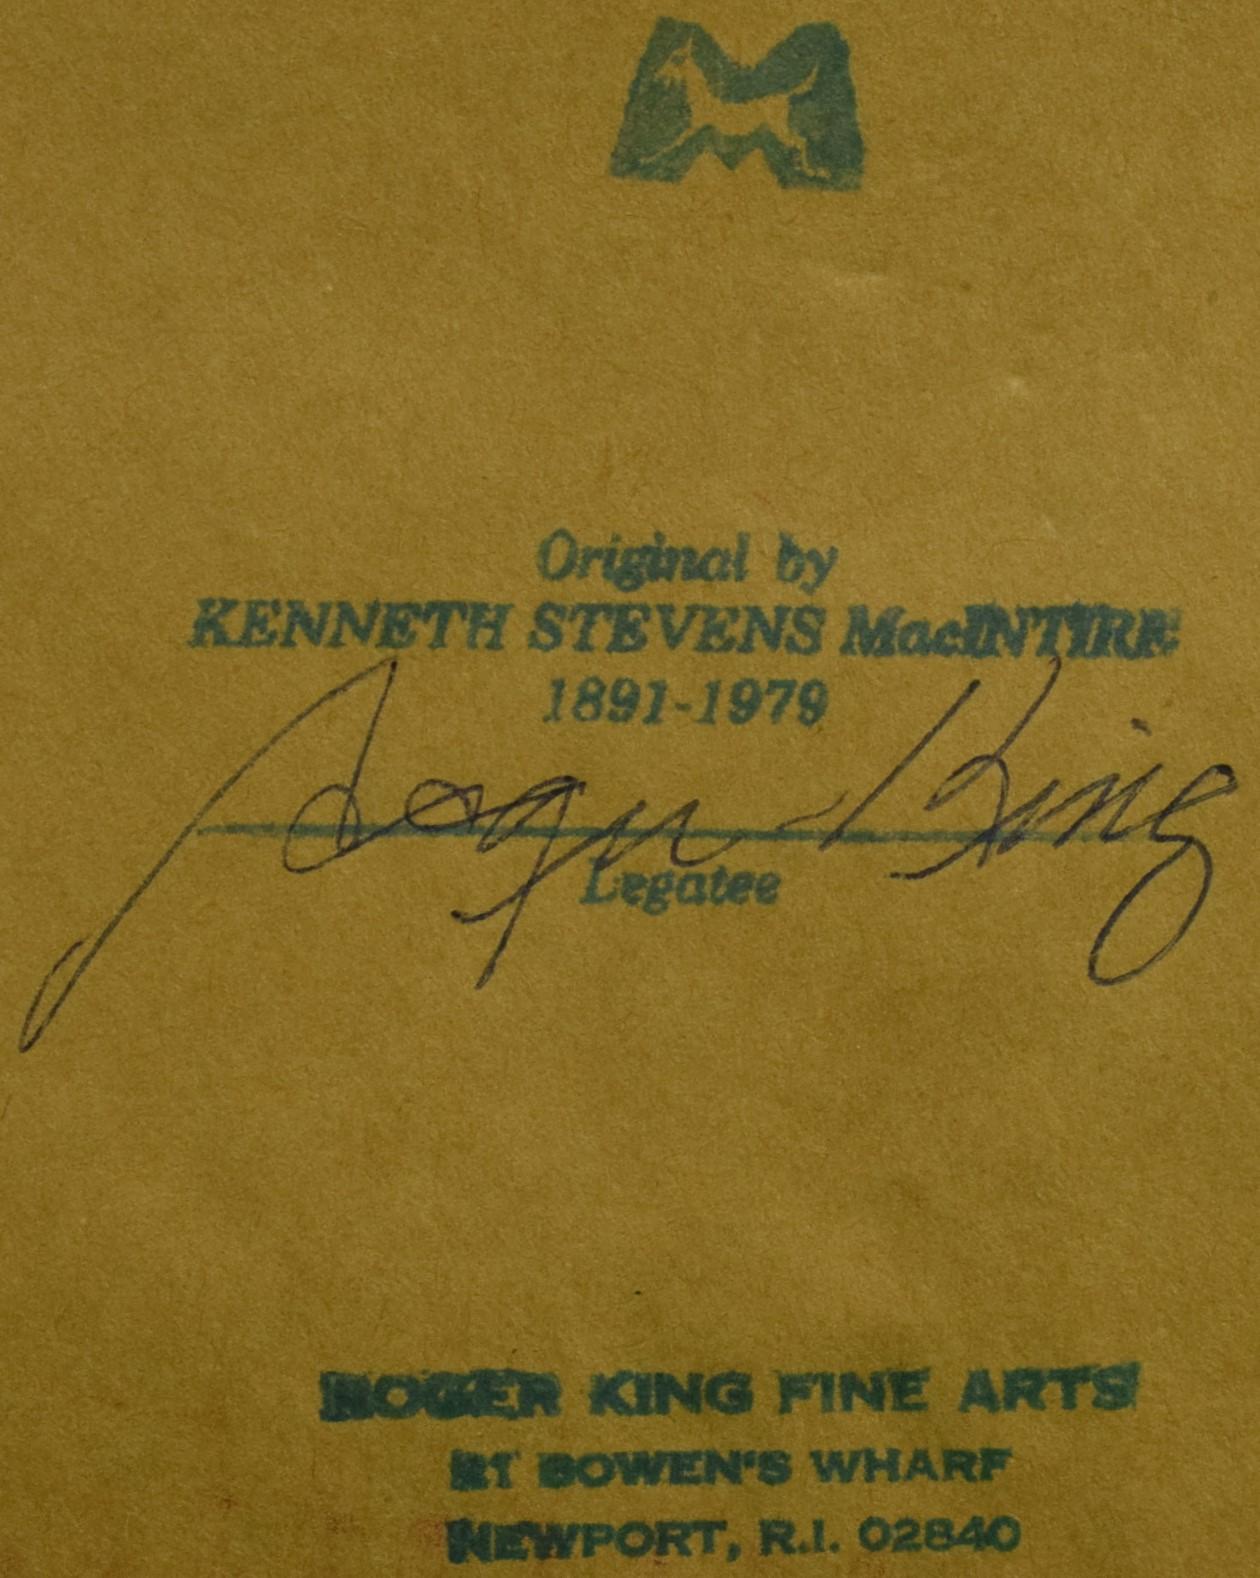 M
Original by
KENNETH STEVENS MacINTIRE
1891-1979
Roger King
Legatee
ROGER KING FINE ARTS
21 BOWEN'S WHARF
NEWPORT, R.I. 02840